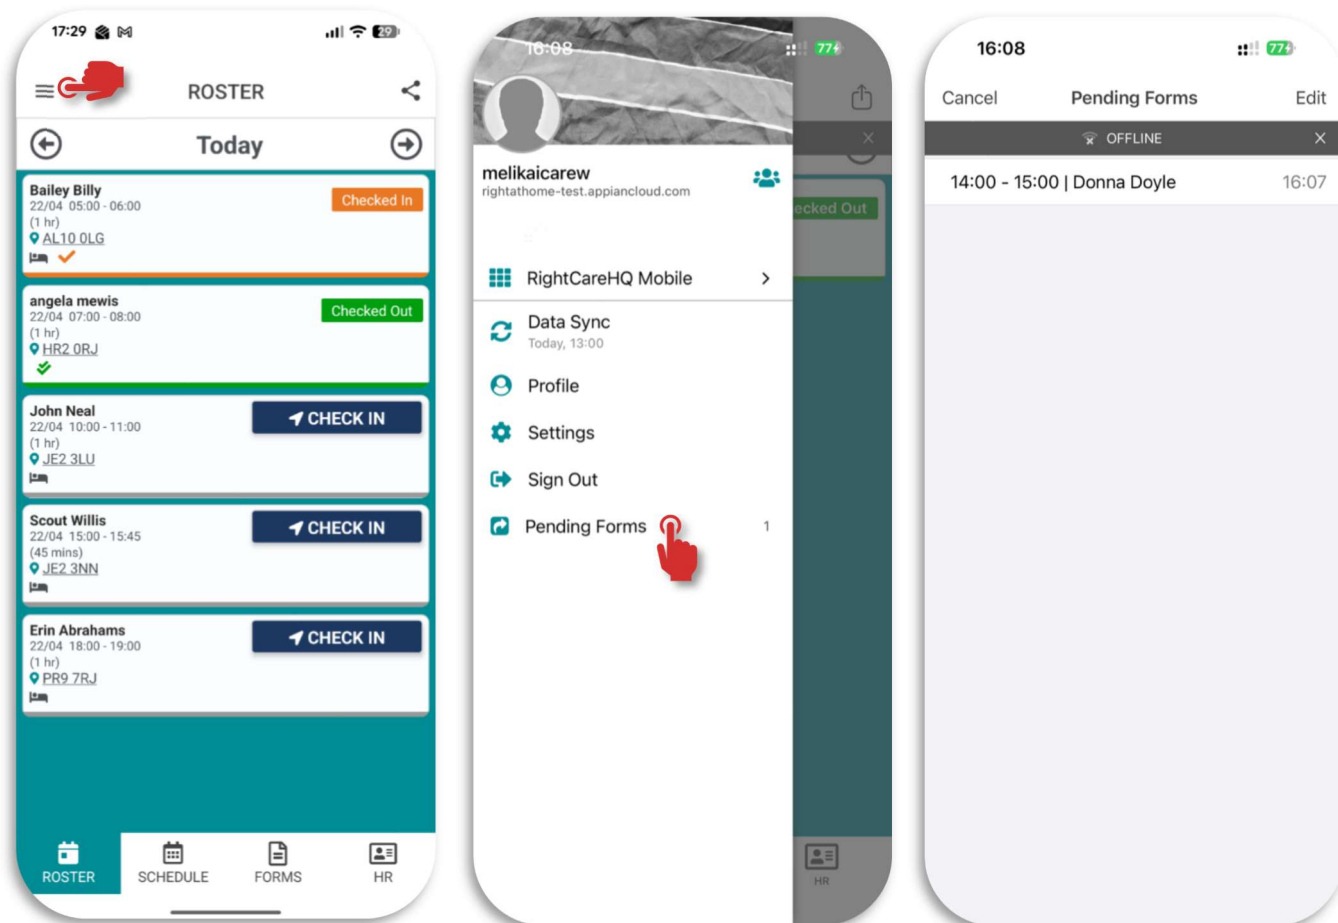 17:29
29
ROSTER
Today
Bailey Billy
22/04 05:00 - 06:00
(1 hr)
AL10 0LG
Checked In
angela mewis
22/04 07:00 - 08:00
(1 hr)
HR2 0RJ
Checked Out
John Neal
22/04 10:00 - 11:00
(1 hr)
JE2 3LU
CHECK IN
Scout Willis
22/04 15:00 - 15:45
(45 mins)
JE2 3NN
CHECK IN
Erin Abrahams
22/04 18:00 - 19:00
(1 hr)
PR9 7RJ
CHECK IN
ROSTER SCHEDULE FORMS HR
16:08
77
melikaicarew
rightathome-test.appiancloud.com
ecked Out
RightCareHQ Mobile
Data Sync
Today, 13:00
Profile
Settings
Sign Out
Pending Forms 1
HR
16:08
77
Cancel Pending Forms Edit
OFFLINE
14:00 - 15:00 | Donna Doyle 16:07